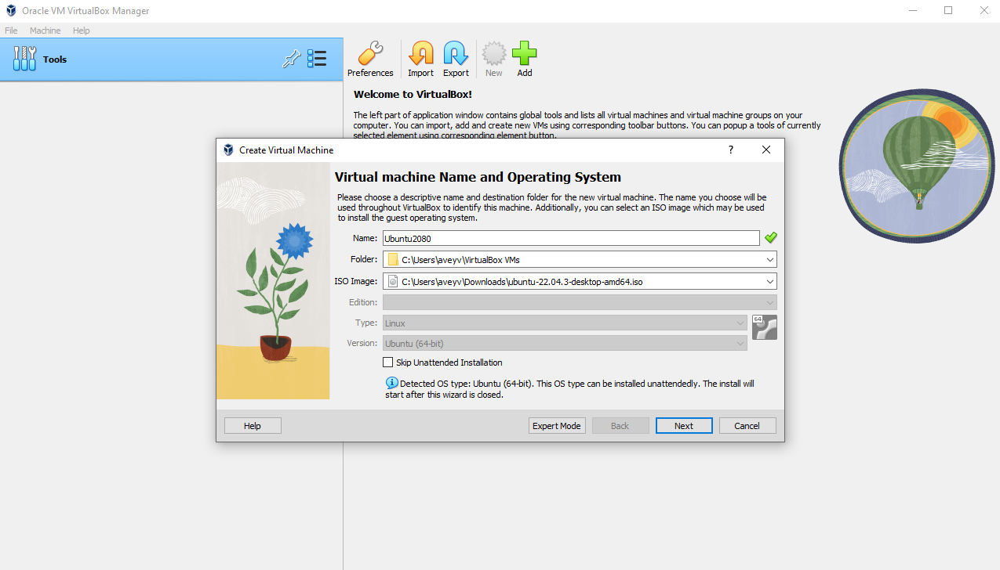 Oracle VM VirtualBox Manager
File Machine Help
Tools
Preferences Import Export New Add
Welcome to VirtualBox!
The left part of application window contains global tools and lists all virtual machines and virtual machine groups on your
computer. You can import, add and create new VMs using corresponding toolbar buttons. You can popup a tools of currently
selected element using corresponding element button.
Create Virtual Machine
?
Virtual machine Name and Operating System
Please choose a descriptive name and destination folder for the new virtual machine. The name you choose will be
used throughout VirtualBox to identify this machine. Additionally, you can select an ISO image which may be used
to install the guest operating system.
Name: Ubuntu2080
Folder: C:\Users\aveyv\VirtualBox VMs
ISO Image: C:\Users\aveyv\Downloads\ubuntu-22.04.3-desktop-amd64.iso
Edition:
Type: Linux
64
Version: Ubuntu (64-bit)
Skip Unattended Installation
Detected OS type: Ubuntu (64-bit). This OS type can be installed unattendedly. The install will
start after this wizard is closed.
Help Expert Mode Back Next Cancel